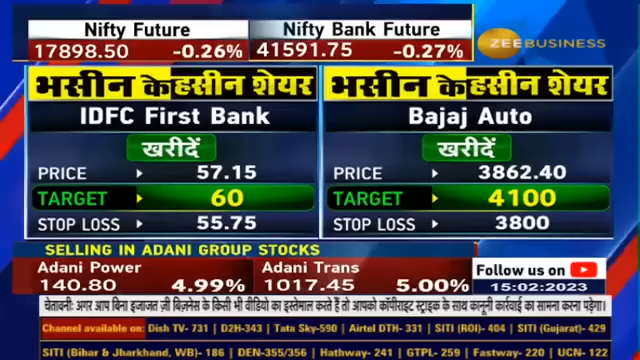 Nifty Future
17898.50 -0.26%
Nifty Bank Future
41591.75 -0.27%
ZEEBUSINESS
भसीन के हसीन शेयर
IDFC First Bank
खरीदें
PRICE 57.15
TARGET 60
STOP LOSS 55.75
भसीन के हसीन शेयर
Bajaj Auto
खरीदें
PRICE 3862.40
TARGET 4100
STOP LOSS 3800
SELLING IN ADANI GROUP STOCKS
Adani Power
140.80 4.99%
Adani Trans
1017.45 5.00%
Follow us on
15-02-2023
चेतावनी: अगर आप बिना इजाजत ज़ी बिज़नेस के किसी भी वीडियो का इस्तेमाल करते हैं तो आपको कॉपीराइट स्ट्राइक के साथ कानूनी कार्रवाई का सामना करना पड़ेगा।
Channel available on: Dish TV- 731 | D2H-343 | Tata Sky-590 | Airtel DTH- 331 | SITI (ROI) - 404 | SITI (Gujarat) - 429
SITI (Bihar & Jharkhand, WB)- 186 | DEN-355/356 | Hathway- 241 | GTPL- 259 | Fastway- 220 | UCN- 122